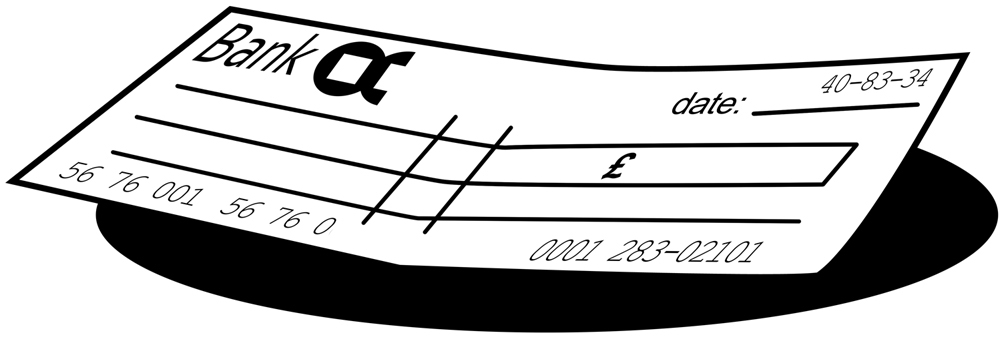 Bank α
40-83-34
date:
£
56 76 001 56 76 0
0001 283-02101